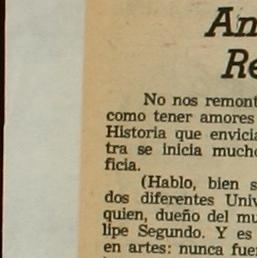 An
Re
No nos remont
como tener amores
Historia que envicia
tra se inicia much
ficia.
(Hablo, bien s
dos diferentes Univ
quien, dueño del mu
lipe Segundo. Y es
en artes: nunca fue